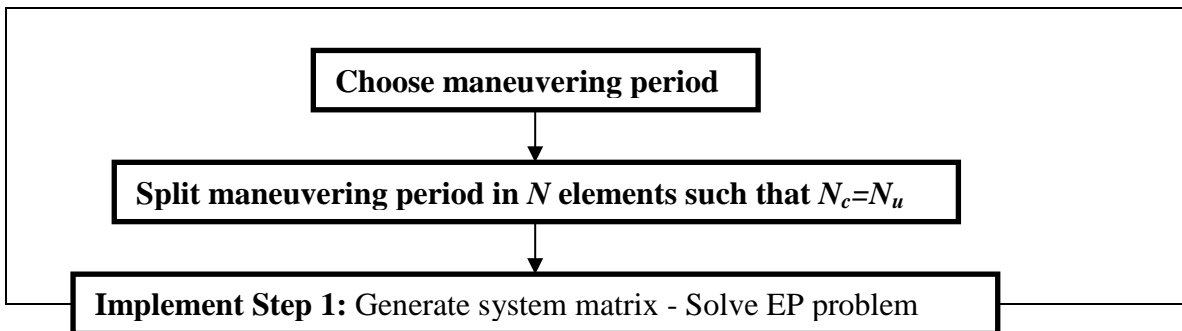 Choose maneuvering period
Split maneuvering period in N elements such that Nc=Nu
Implement Step 1: Generate system matrix - Solve EP problem